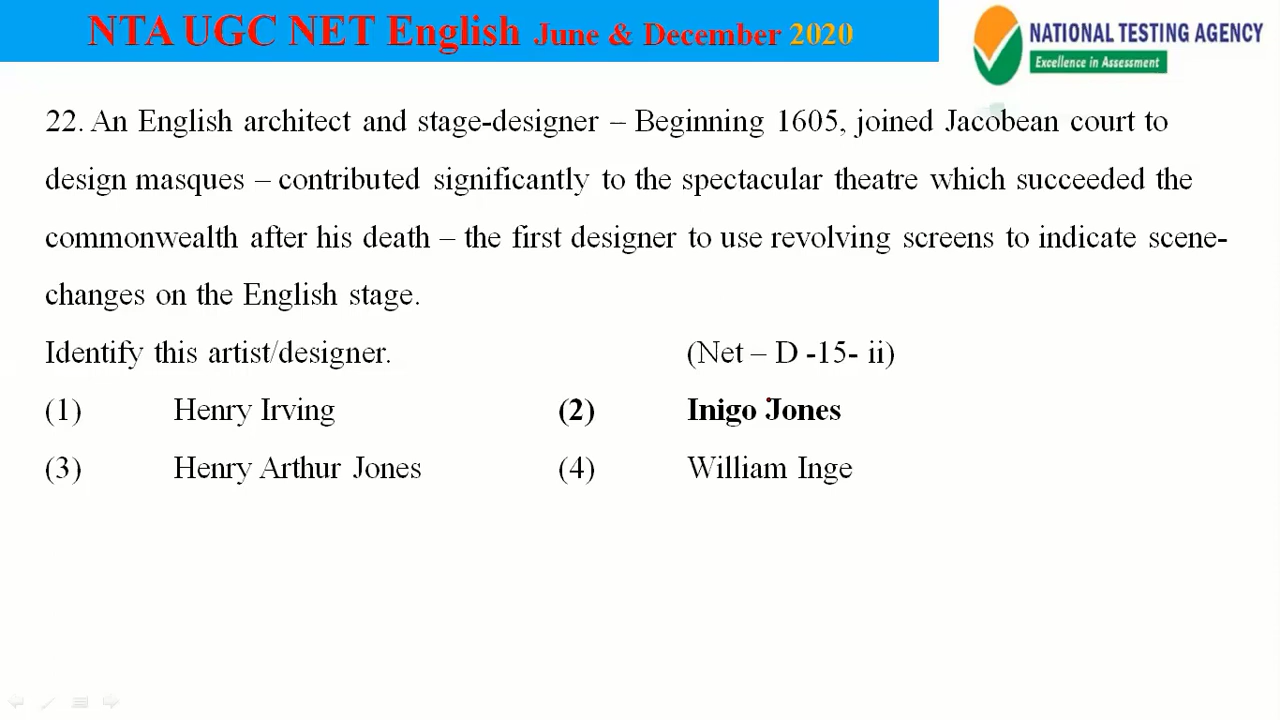 NTA UGC NET English June & December 2020
NATIONAL TESTING AGENCY
Excellence in Assessment
22. An English architect and stage-designer – Beginning 1605, joined Jacobean court to
design masques – contributed significantly to the spectacular theatre which succeeded the
commonwealth after his death – the first designer to use revolving screens to indicate scene-
changes on the English stage.
Identify this artist/designer. (Net – D -15- ii)
(1) Henry Irving (2) Inigo Jones
(3) Henry Arthur Jones (4) William Inge